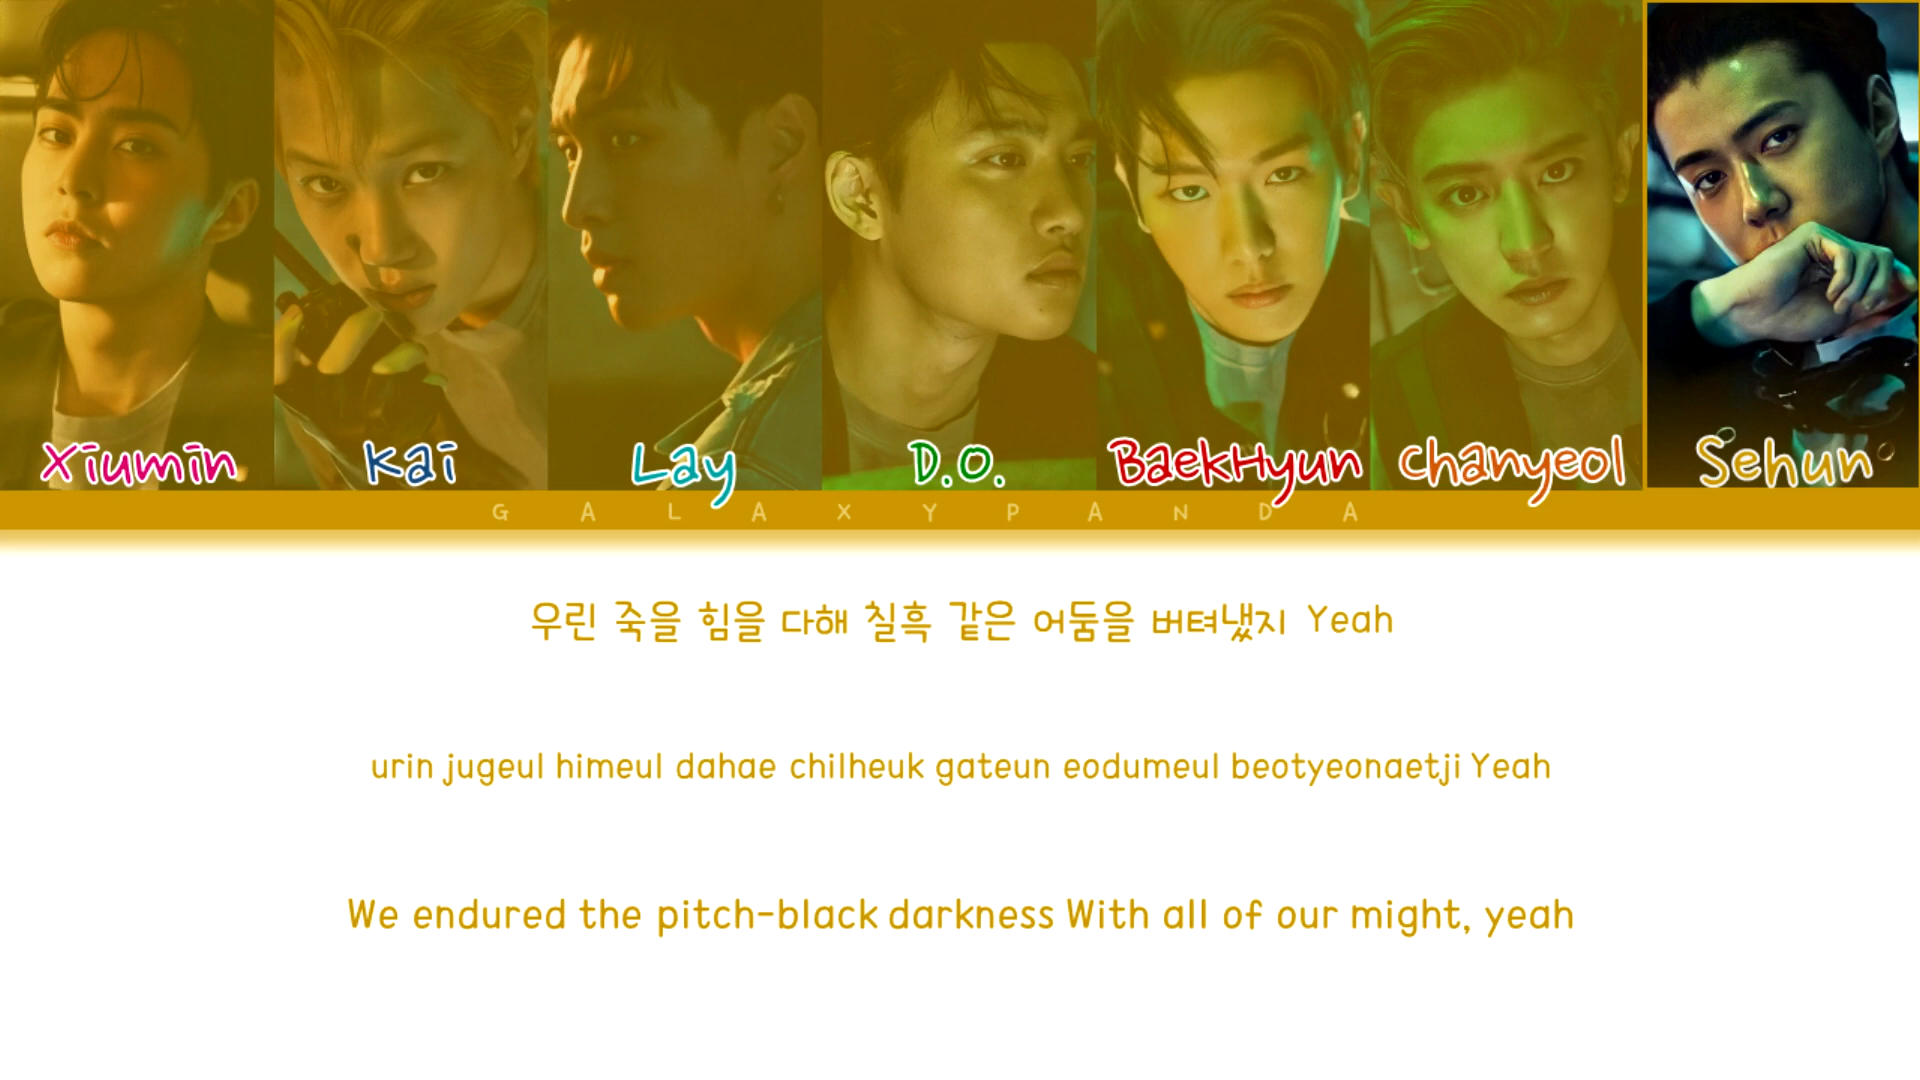 Xiumin Kai Lay D.O. BaekHyun chanyeol Sehun
GALAXYPANDA
우린 죽을 힘을 다해 칠흑 같은 어둠을 버텨냈지 Yeah
urin jugeul himeul dahae chilheuk gateun eodumeul beotyeonaetji Yeah
We endured the pitch-black darkness With all of our might, yeah